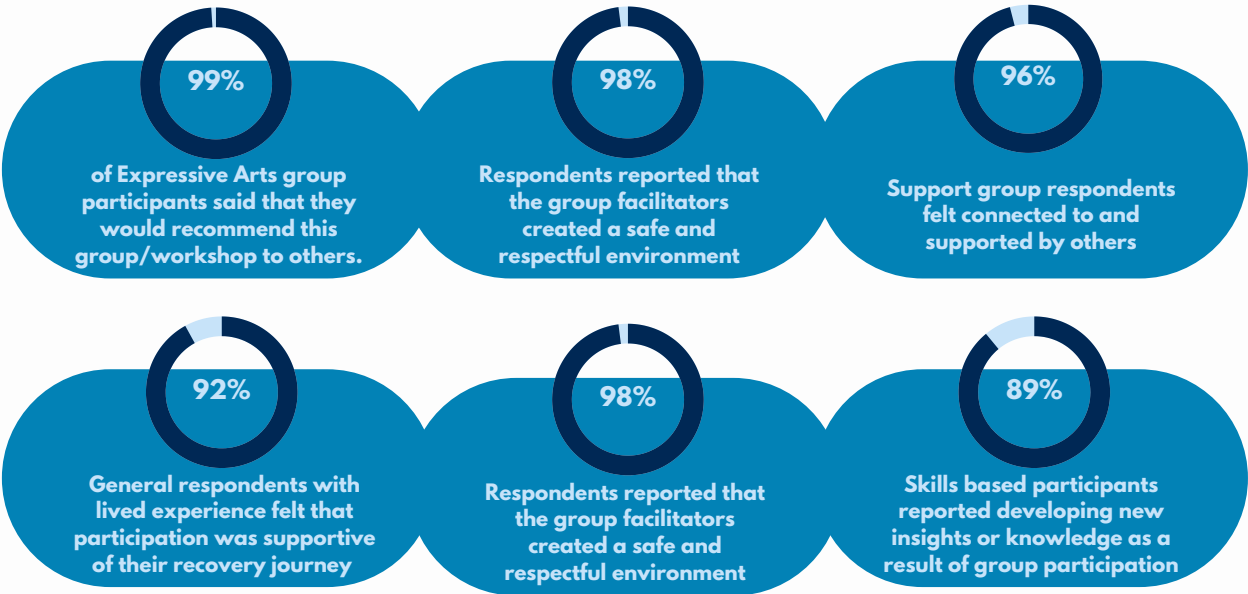 99%
of Expressive Arts group
participants said that they
would recommend this
group/workshop to others.
98%
Respondents reported that
the group facilitators
created a safe and
respectful environment
96%
Support group respondents
felt connected to and
supported by others
92%
General respondents with
lived experience felt that
participation was supportive
of their recovery journey
98%
Respondents reported that
the group facilitators
created a safe and
respectful environment
89%
Skills based participants
reported developing new
insights or knowledge as a
result of group participation